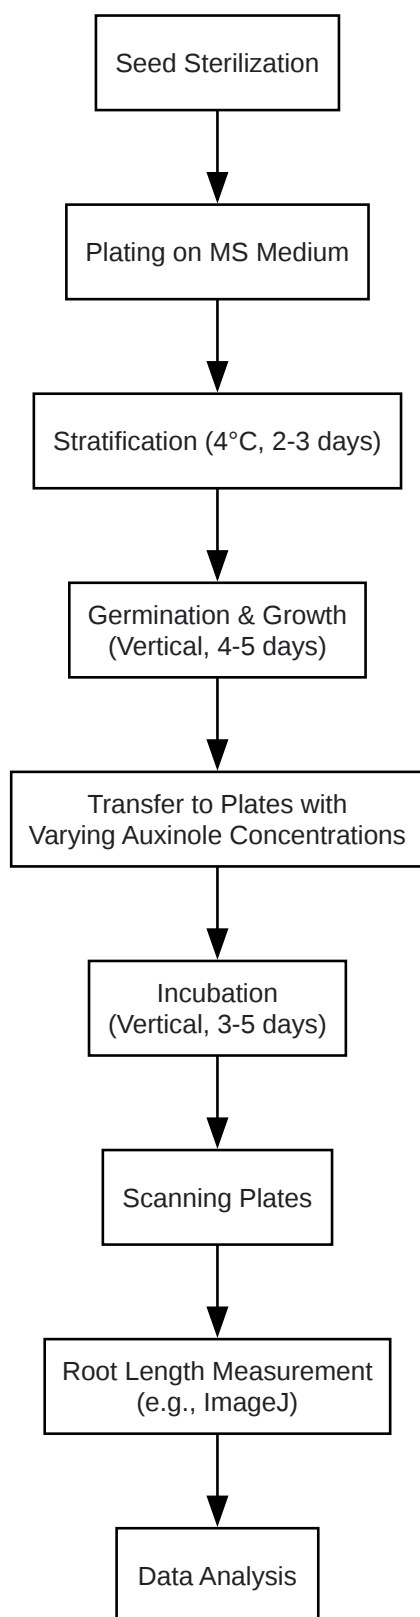 Seed Sterilization
Plating on MS Medium
Stratification (4°C, 2-3 days)
Germination & Growth
(Vertical, 4-5 days)
Transfer to Plates with
Varying Auxinole Concentrations
Incubation
(Vertical, 3-5 days)
Scanning Plates
Root Length Measurement
(e.g., ImageJ)
Data Analysis